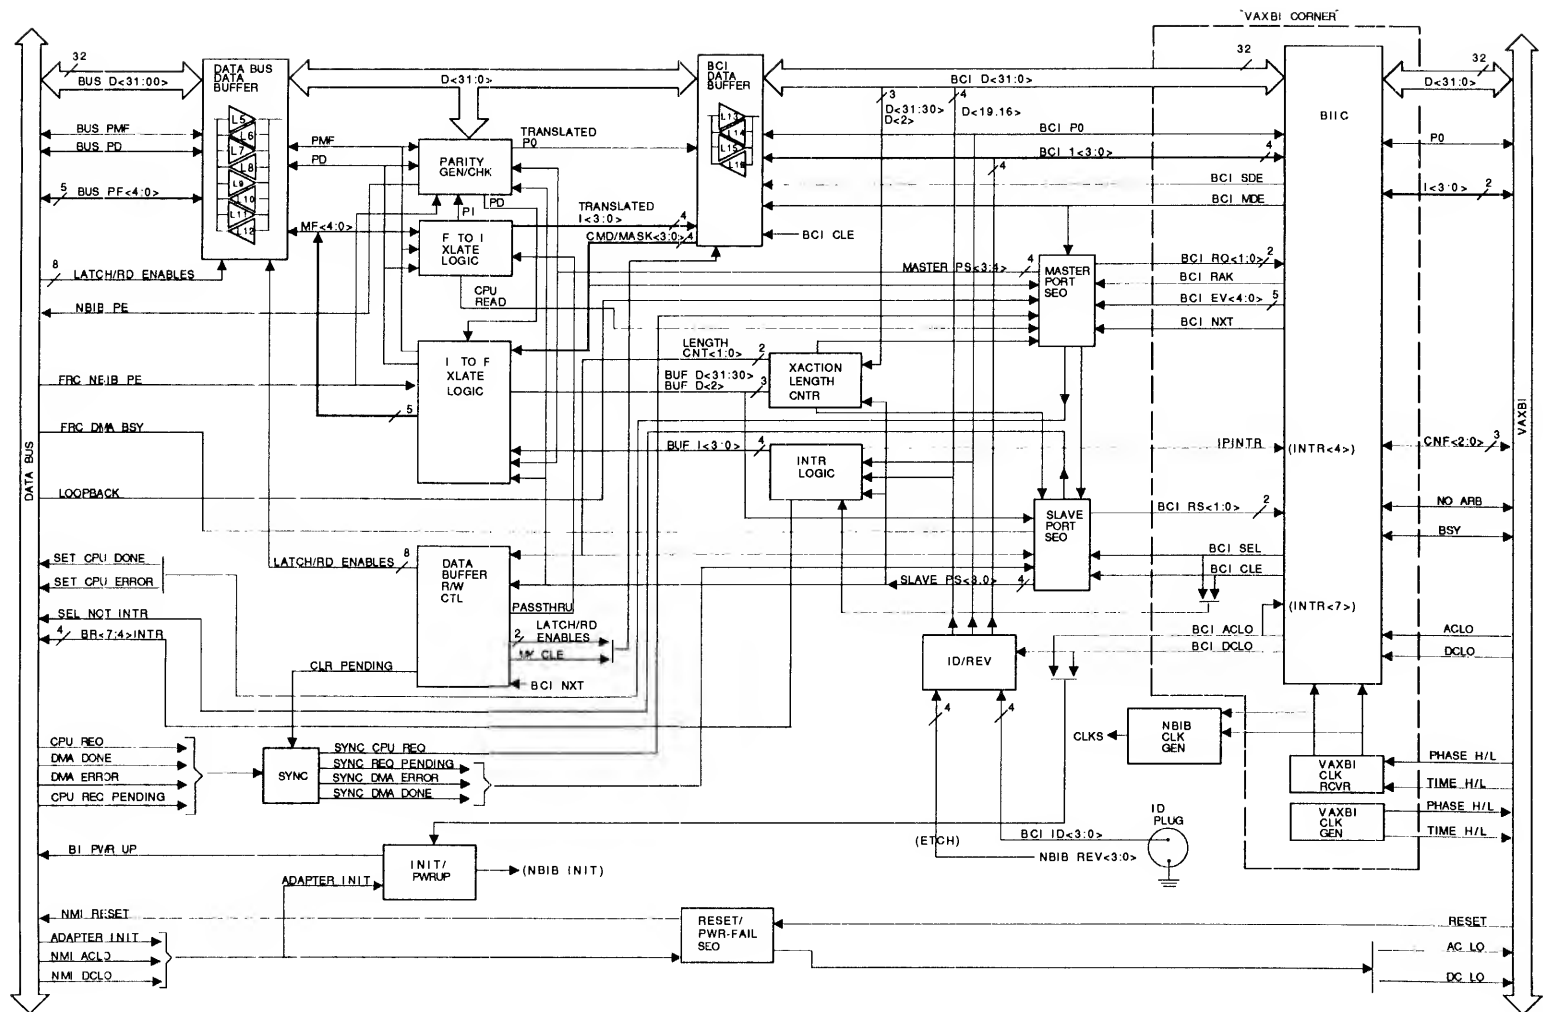 "VAXBI CORNER"
32
BUS D<31:00>
DATA BUS
DATA
BUFFER
D<31:0>
BCI
DATA
BUFFER
BCI D<31:0>
32
32
D<31:0>
BIIC
3
D<31:30>
D<2>
4
D<19.16>
L5
L6
L7
L8
L9
L10
L11
L12
L13
L14
L15
BUS PMF
BUS PD
5
BUS PF<4:0>
PMF
PD
PARITY
GEN/CHK
TRANSLATED
P0
BCI P0
P0
BCI 1<3:0>
4
4
BCI SDE
BCI MDE
I<3:0>
2
PI
PD
MF<4:0>
F TO I
XLATE
LOGIC
TRANSLATED
I<3:0>
4
CMD/MASK<3:0>
4
BCI CLE
8
LATCH/RD ENABLES
CPU
READ
MASTER PS<3:4>
4
MASTER
PORT
SEQ
BCI RQ<1:0>
2
BCI RAK
BCI EV<4:0>
5
BCI NXT
NBIB PE
I TO F
XLATE
LOGIC
LENGTH
CNT<1:0>
2
BUF D<31:30>
BUF D<2>
3
XACTION
LENGTH
CNTR
FRC NBIB PE
5
FRC DMA BSY
BUF I<3:0>
4
INTR
LOGIC
IPINTR
(INTR<4>)
CNF<2:0>
3
DATA BUS
VAXBI
LOOPBACK
SLAVE
PORT
SEQ
BCI RS<1:0>
2
NO ARB
BSY
SET CPU DONE
SET CPU ERROR
LATCH/RD ENABLES
8
DATA
BUFFER
R/W
CTL
SLAVE PS<3.0>
4
BCI SEL
BCI CLE
(INTR<7>)
SEL NOT INTR
4
BR<7:4>INTR
PASSTHRU
2
LATCH/RD
ENABLES
MY CLE
BCI NXT
ID/REV
BCI ACLO
BCI DCLO
ACLO
DCLO
CLR PENDING
4
4
CLKS
NBIB
CLK
GEN
CPU REQ
DMA DONE
DMA ERROR
CPU REQ PENDING
SYNC
SYNC CPU REQ
SYNC REQ PENDING
SYNC DMA ERROR
SYNC DMA DONE
VAXBI
CLK
RCVR
PHASE H/L
TIME H/L
VAXBI
CLK
GEN
PHASE H/L
TIME H/L
ID
PLUG
BCI ID<3:0>
(ETCH)
NBIB REV<3:0>
BI PWR UP
INIT/
PWRUP
(NBIB INIT)
ADAPTER INIT
NMI RESET
RESET/
PWR-FAIL
SEQ
RESET
ADAPTER INIT
NMI ACLO
NMI DCLO
AC LO
DC LO